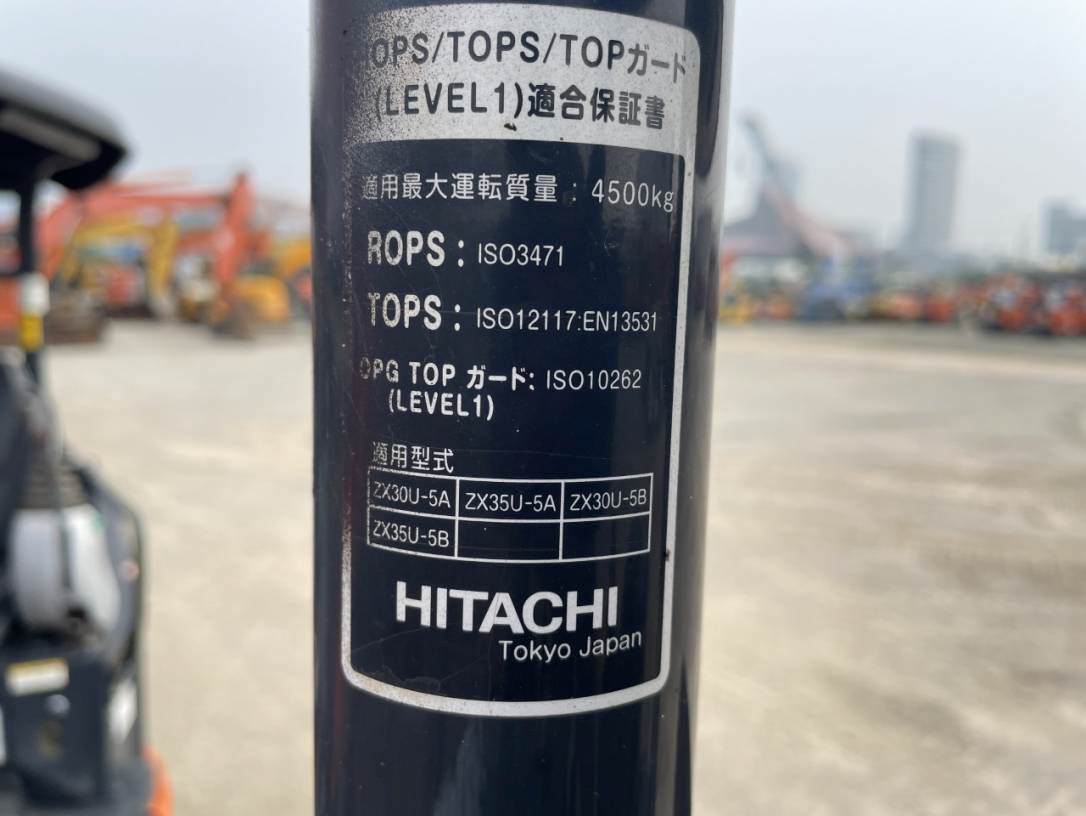 OPS/TOPS/TOPガード
(LEVEL1)適合保証書
適用最大運転質量 : 4500kg
ROPS : ISO3471
TOPS : ISO12117:EN13531
OPG TOP ガード: ISO10262
(LEVEL1)
適用型式
ZX30U-5A ZX35U-5A ZX30U-5B
ZX35U-5B
HITACHI
Tokyo Japan